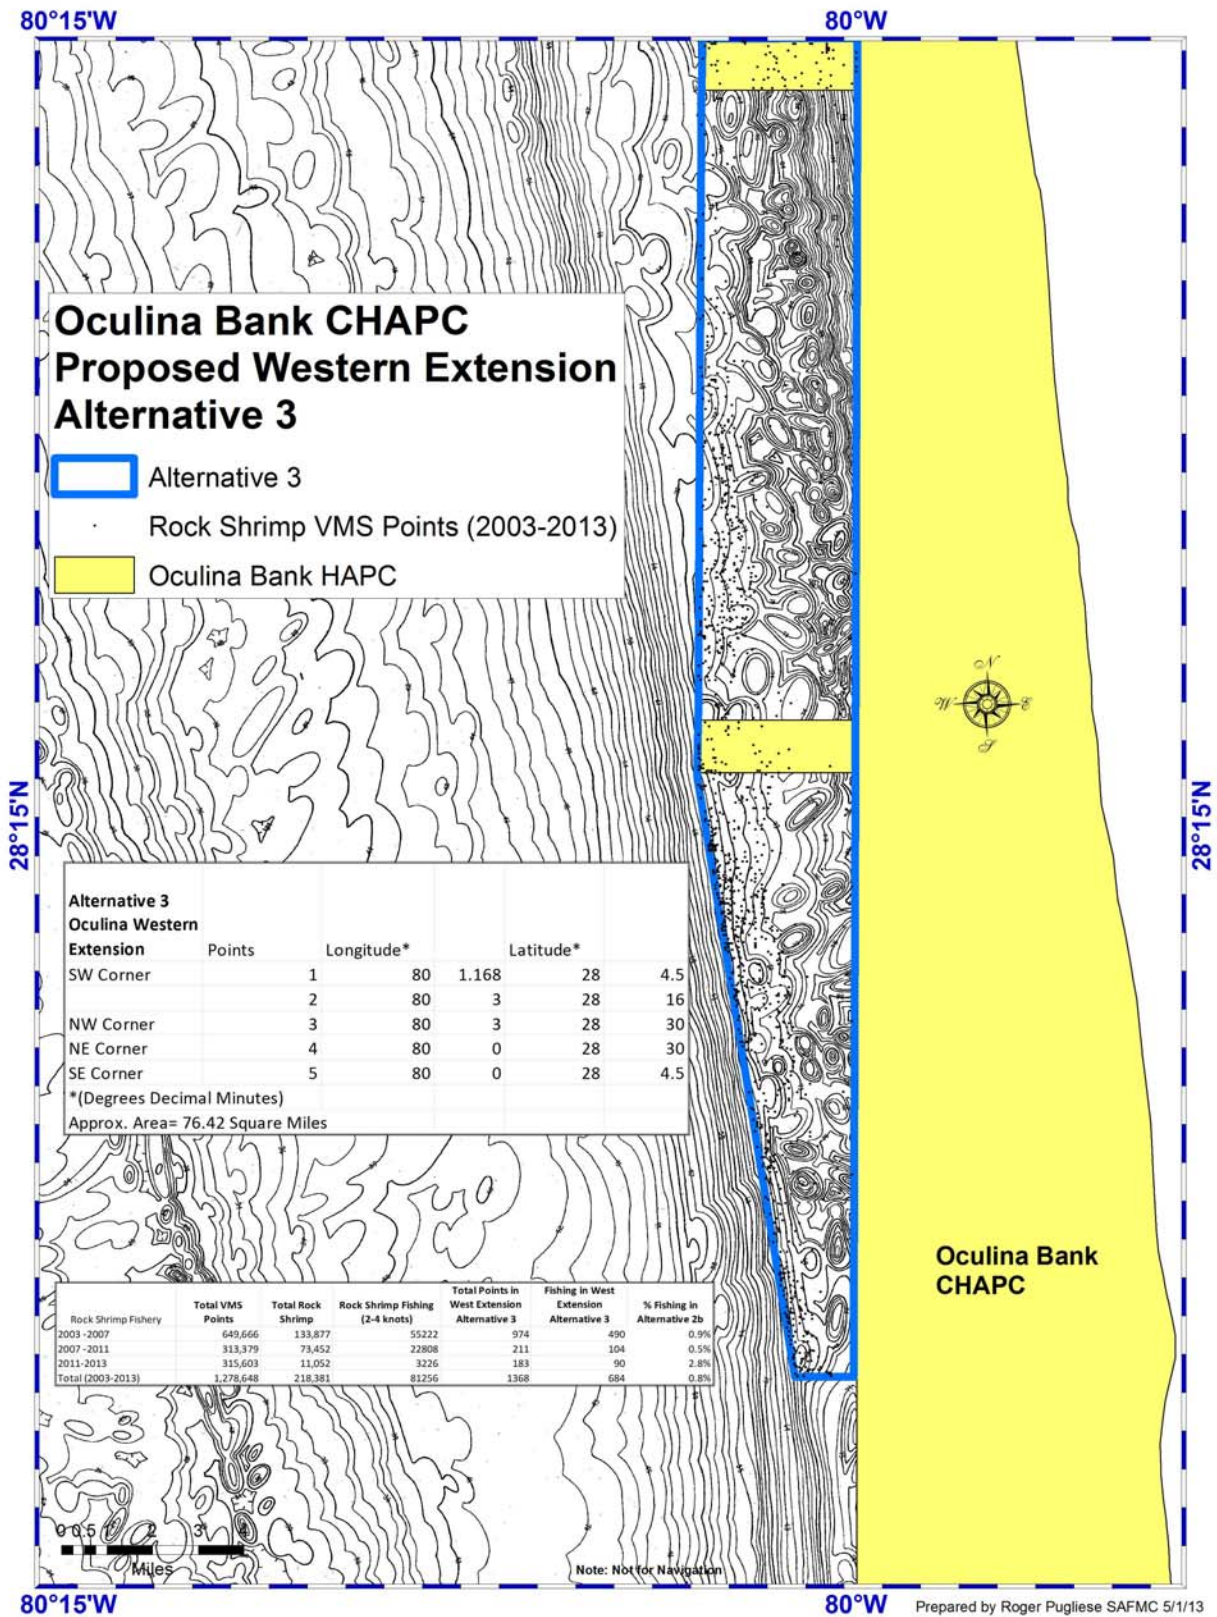 80°15'W 80°W
Oculina Bank CHAPC
Proposed Western Extension
Alternative 3
Alternative 3
Rock Shrimp VMS Points (2003-2013)
Oculina Bank HAPC
N
W E
S
28°15'N 28°15'N
Alternative 3
Oculina Western
Extension Points Longitude* Latitude*
SW Corner 1 80 1.168 28 4.5
2 80 3 28 16
NW Corner 3 80 3 28 30
NE Corner 4 80 0 28 30
SE Corner 5 80 0 28 4.5
*(Degrees Decimal Minutes)
Approx. Area= 76.42 Square Miles
Oculina Bank
CHAPC
Rock Shrimp Fishery Total VMS Points Total Rock Shrimp Rock Shrimp Fishing (2-4 knots) Total Points in West Extension Alternative 3 Fishing in West Extension Alternative 3 % Fishing in Alternative 2b
2003 -2007 649,666 133,877 55222 974 490 0.9%
2007 -2011 313,379 73,452 22808 211 104 0.5%
2011-2013 315,603 11,052 3226 183 90 2.8%
Total (2003-2013) 1,278,648 218,381 81256 1368 684 0.8%
0 0.5 1 2 3 4
Miles
Note: Not for Navigation
80°15'W 80°W
Prepared by Roger Pugliese SAFMC 5/1/13